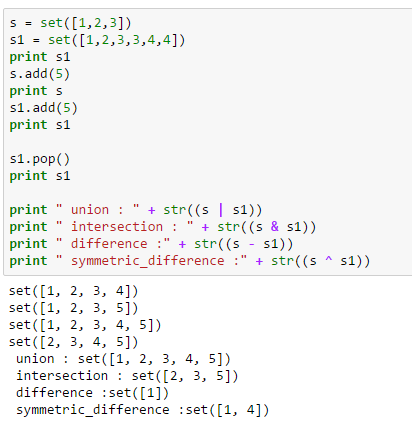 s = set([1,2,3])
s1 = set([1,2,3,3,4,4])
print s1
s.add(5)
print s
s1.add(5)
print s1
s1.pop()
print s1
print " union : " + str((s | s1))
print " intersection : " + str((s & s1))
print " difference :" + str((s - s1))
print " symmetric_difference :" + str((s ^ s1))
set([1, 2, 3, 4])
set([1, 2, 3, 5])
set([1, 2, 3, 4, 5])
set([2, 3, 4, 5])
 union : set([1, 2, 3, 4, 5])
 intersection : set([2, 3, 5])
 difference :set([1])
 symmetric_difference :set([1, 4])